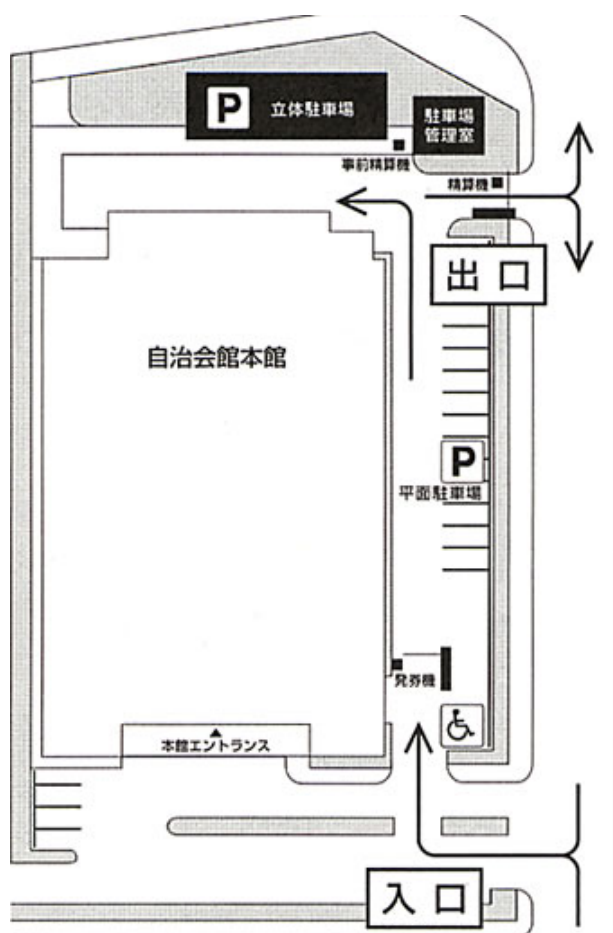 P 立体駐車場
駐車場
管理室
事前精算機
精算機
出口
自治会館本館
P
平面駐車場
発券機
本館エントランス
入口